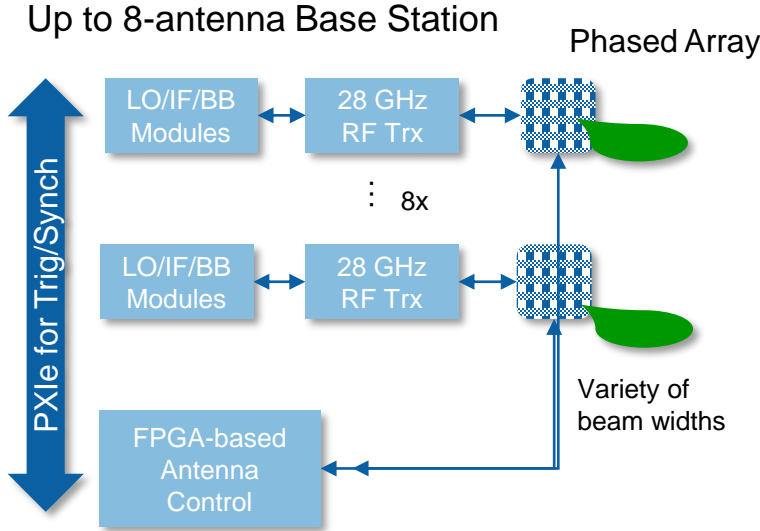 Up to 8-antenna Base Station
Phased Array
PXIe for Trig/Synch
LO/IF/BB
Modules
28 GHz
RF Trx
⋮ 8x
LO/IF/BB
Modules
28 GHz
RF Trx
Variety of
beam widths
FPGA-based
Antenna
Control